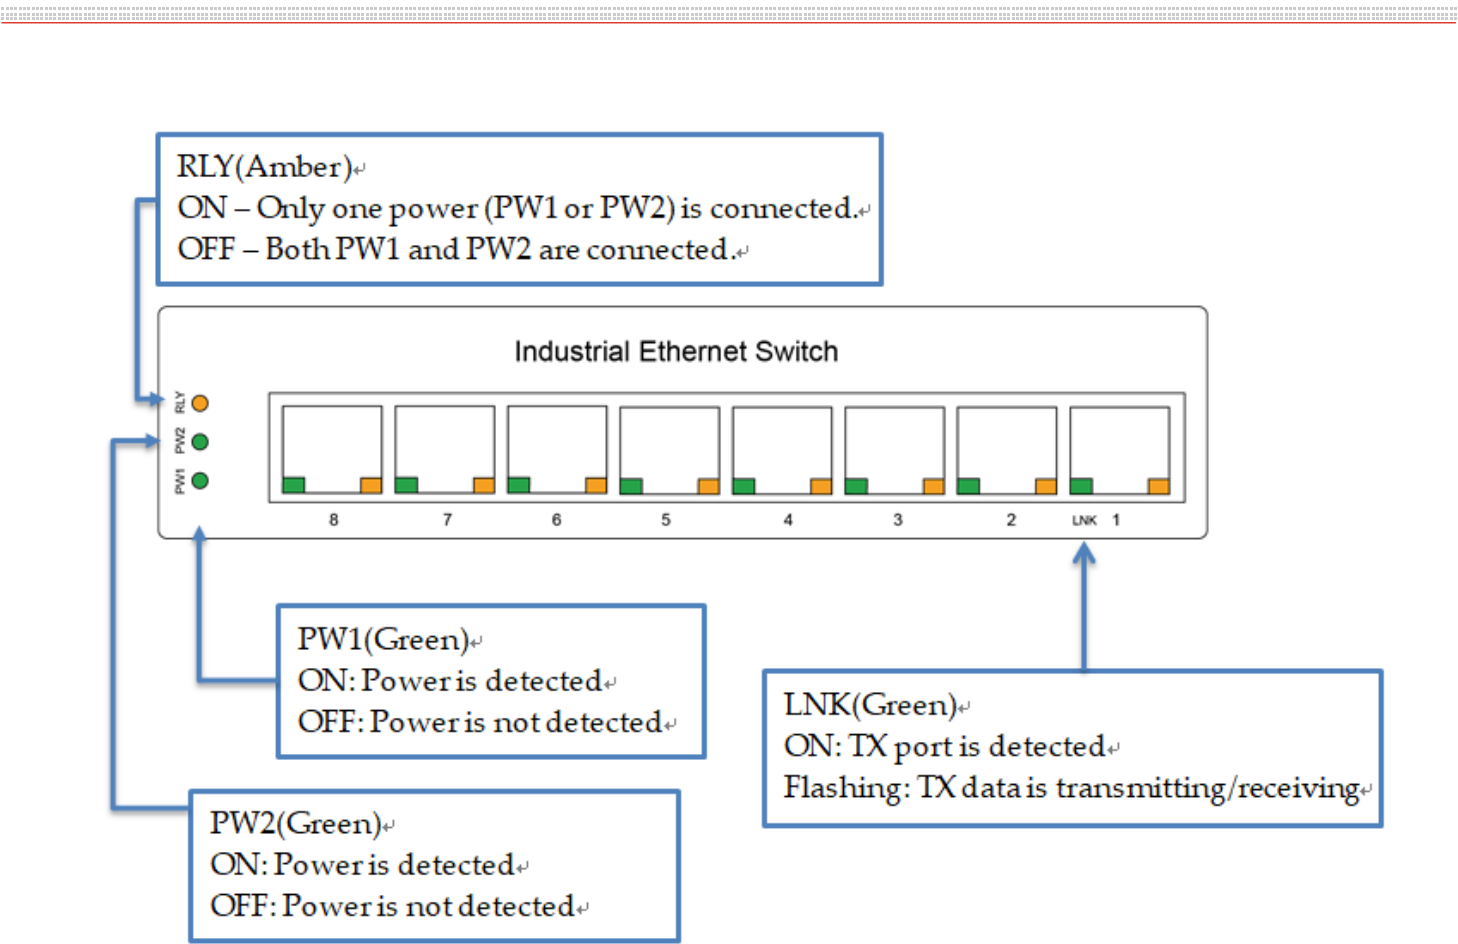 RLY(Amber)↵
ON – Only one power (PW1 or PW2) is connected.↵
OFF – Both PW1 and PW2 are connected.↵
Industrial Ethernet Switch
RLY
PW2
PW1
8 7 6 5 4 3 2 LNK 1
PW1(Green)↵
ON: Power is detected↵
OFF: Power is not detected↵
LNK(Green)↵
ON: TX port is detected↵
Flashing: TX data is transmitting/receiving↵
PW2(Green)↵
ON: Power is detected↵
OFF: Power is not detected↵